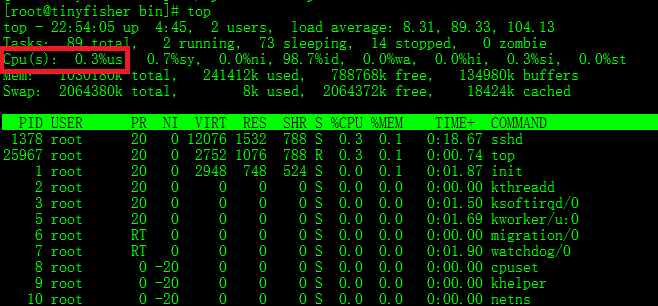 [root@tinyfisher bin]# top
top - 22:54:05 up  4:45,  2 users,  load average: 8.31, 89.33, 104.13
Tasks:  89 total,   2 running,  73 sleeping,  14 stopped,   0 zombie
Cpu(s):  0.3%us,  0.7%sy,  0.0%ni, 98.7%id,  0.0%wa,  0.0%hi,  0.3%si,  0.0%st
Mem:   1030180k total,   241412k used,   788768k free,   134980k buffers
Swap:  2064380k total,        8k used,  2064372k free,    18424k cached
PID USER      PR  NI  VIRT  RES  SHR S %CPU %MEM    TIME+  COMMAND
1378 root      20   0 12076 1532  788 S  0.3  0.1   0:18.67 sshd
25967 root      20   0  2752 1076  788 R  0.3  0.1   0:00.74 top
1 root      20   0  2948  748  524 S  0.0  0.1   0:01.87 init
2 root      20   0     0    0    0 S  0.0  0.0   0:00.00 kthreadd
3 root      20   0     0    0    0 S  0.0  0.0   0:01.50 ksoftirqd/0
5 root      20   0     0    0    0 S  0.0  0.0   0:01.69 kworker/u:0
6 root      RT   0     0    0    0 S  0.0  0.0   0:00.00 migration/0
7 root      RT   0     0    0    0 S  0.0  0.0   0:01.90 watchdog/0
8 root       0 -20     0    0    0 S  0.0  0.0   0:00.00 cpuset
9 root       0 -20     0    0    0 S  0.0  0.0   0:00.00 khelper
10 root       0 -20     0    0    0 S  0.0  0.0   0:00.00 netns